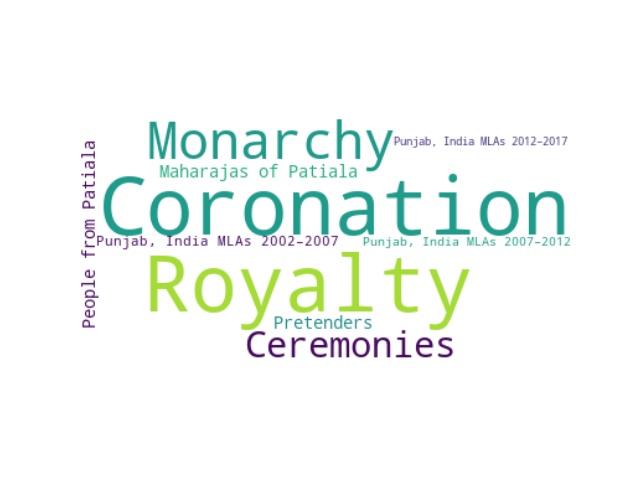 Monarchy
Punjab, India MLAs 2012–2017
Maharajas of Patiala
People from Patiala
Coronation
Punjab, India MLAs 2002–2007
Punjab, India MLAs 2007–2012
Royalty
Pretenders
Ceremonies